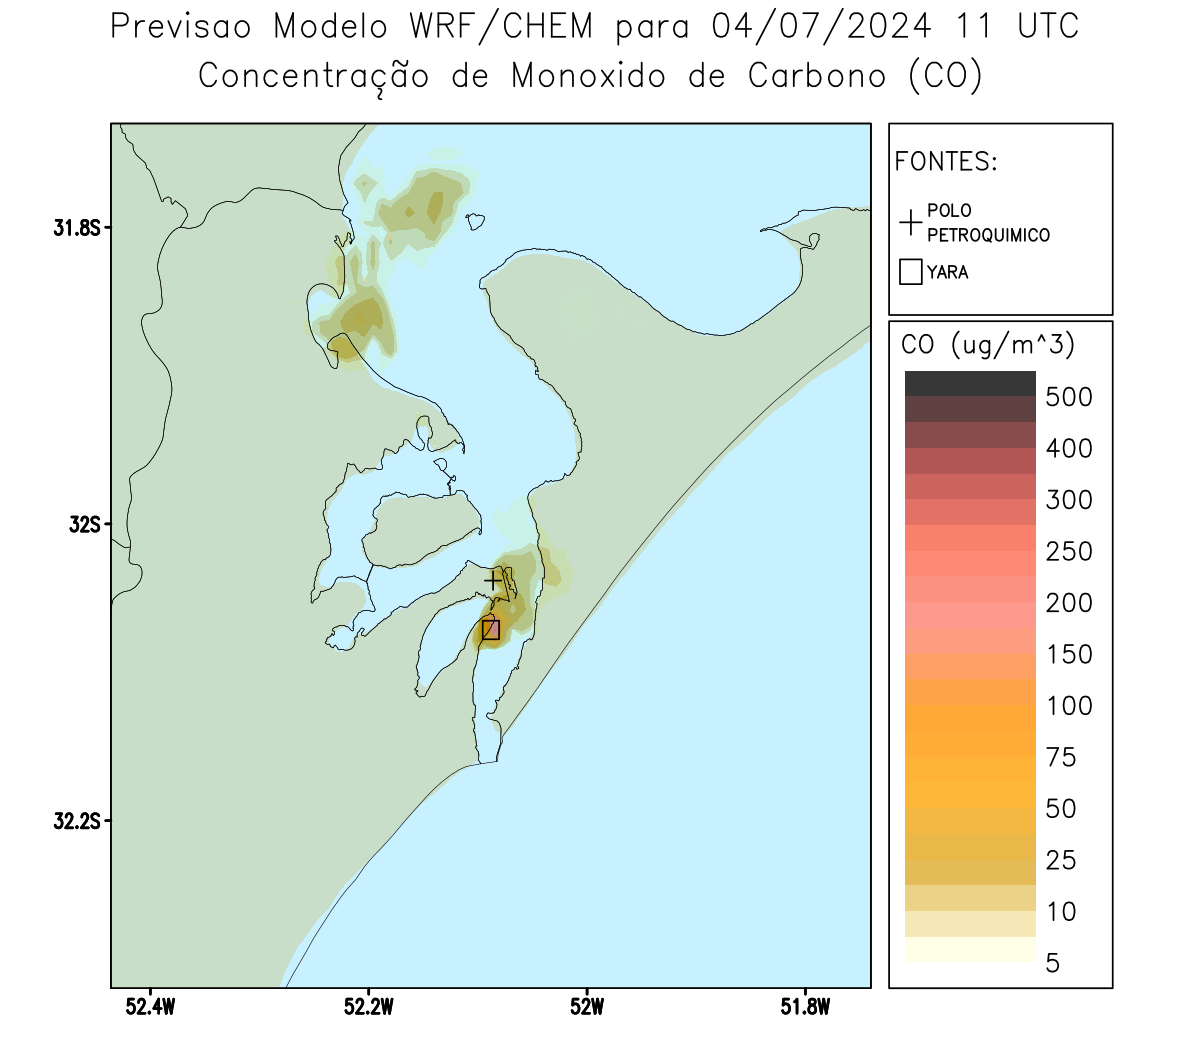 Previsao Modelo WRF/CHEM para 04/07/2024 11 UTC
Concentração de Monoxido de Carbono (CO)
FONTES:
POLO
PETROQUIMICO
YARA
CO (ug/m^3)
500
400
300
250
200
150
100
75
50
25
10
5
31.8S
32S
32.2S
52.4W
52.2W
52W
51.8W